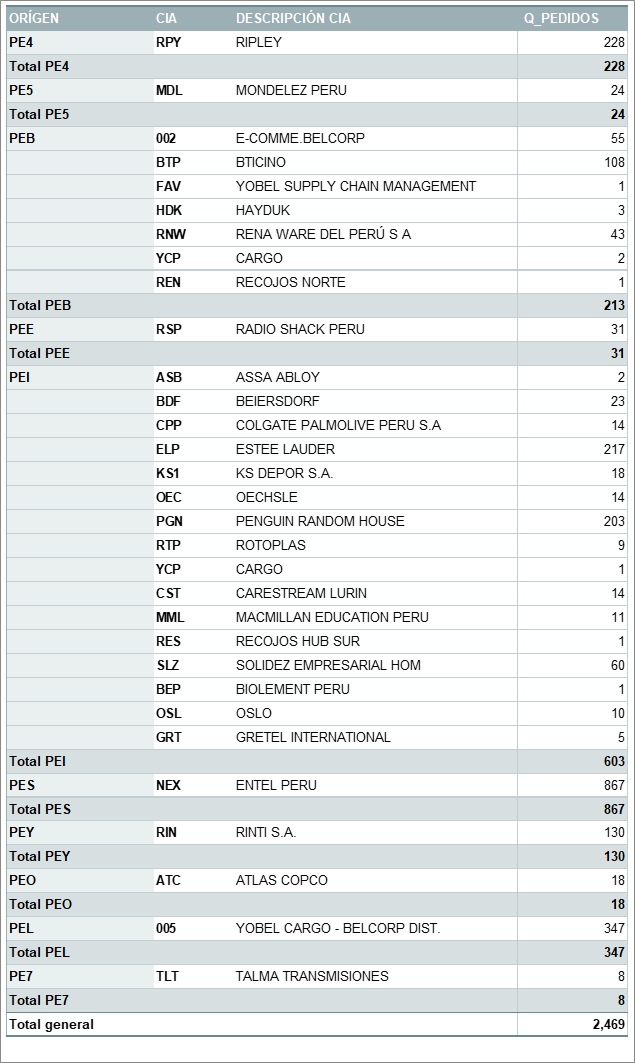 ORÍGEN CIA DESCRIPCIÓN CIA Q_PEDIDOS
PE4 RPY RIPLEY 228
Total PE4 228
PE5 MDL MONDELEZ PERU 24
Total PE5 24
PEB 002 E-COMME.BELCORP 55
BTP BTICINO 108
FAV YOBEL SUPPLY CHAIN MANAGEMENT 1
HDK HAYDUK 3
RNW RENA WARE DEL PERÚ S A 43
YCP CARGO 2
REN RECOJOS NORTE 1
Total PEB 213
PEE RSP RADIO SHACK PERU 31
Total PEE 31
PEI ASB ASSA ABLOY 2
BDF BEIERSDORF 23
CPP COLGATE PALMOLIVE PERU S.A 14
ELP ESTEE LAUDER 217
KS1 KS DEPOR S.A. 18
OEC OECHSLE 14
PGN PENGUIN RANDOM HOUSE 203
RTP ROTOPLAS 9
YCP CARGO 1
CST CARESTREAM LURIN 14
MML MACMILLAN EDUCATION PERU 11
RES RECOJOS HUB SUR 1
SLZ SOLIDEZ EMPRESARIAL HOM 60
BEP BIOLEMENT PERU 1
OSL OSLO 10
GRT GRETEL INTERNATIONAL 5
Total PEI 603
PES NEX ENTEL PERU 867
Total PES 867
PEY RIN RINTI S.A. 130
Total PEY 130
PEO ATC ATLAS COPCO 18
Total PEO 18
PEL 005 YOBEL CARGO - BELCORP DIST. 347
Total PEL 347
PE7 TLT TALMA TRANSMISIONES 8
Total PE7 8
Total general 2,469